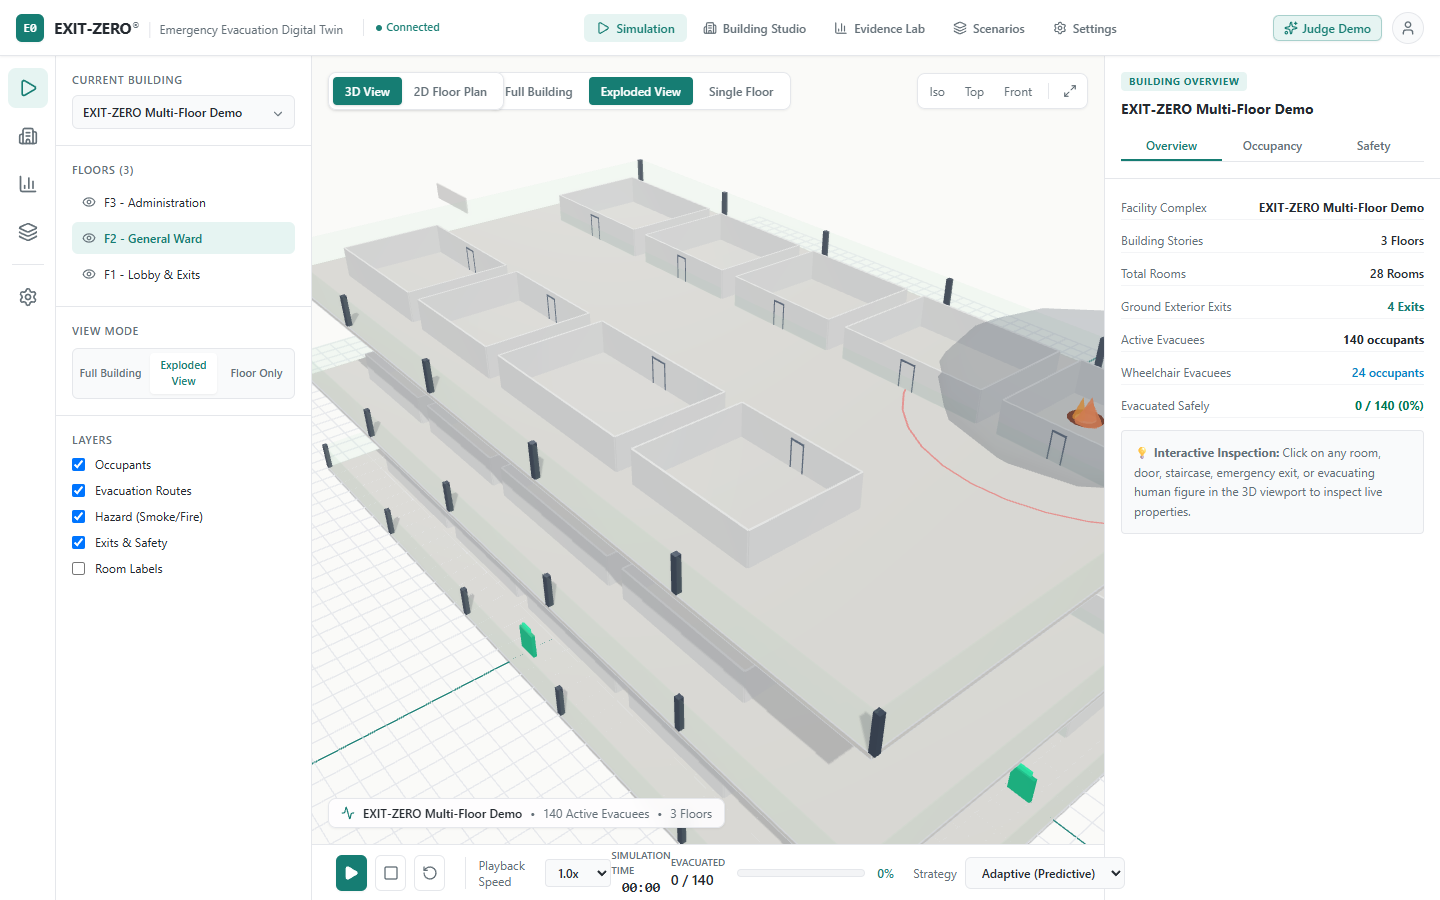 E0 EXIT-ZERO® Emergency Evacuation Digital Twin Connected Simulation Building Studio Evidence Lab Scenarios Settings Judge Demo
CURRENT BUILDING
EXIT-ZERO Multi-Floor Demo
FLOORS (3)
F3 - Administration
F2 - General Ward
F1 - Lobby & Exits
VIEW MODE
Full Building
Exploded
View
Floor Only
LAYERS
Occupants
Evacuation Routes
Hazard (Smoke/Fire)
Exits & Safety
Room Labels
3D View 2D Floor Plan Full Building Exploded View Single Floor
Iso Top Front
EXIT-ZERO Multi-Floor Demo • 140 Active Evacuees • 3 Floors
Playback
Speed
1.0x
SIMULATION
TIME
00:00
EVACUATED
0 / 140
0%
Strategy
Adaptive (Predictive)
BUILDING OVERVIEW
EXIT-ZERO Multi-Floor Demo
Overview Occupancy Safety
Facility Complex EXIT-ZERO Multi-Floor Demo
Building Stories 3 Floors
Total Rooms 28 Rooms
Ground Exterior Exits 4 Exits
Active Evacuees 140 occupants
Wheelchair Evacuees 24 occupants
Evacuated Safely 0 / 140 (0%)
💡 Interactive Inspection: Click on any room,
door, staircase, emergency exit, or evacuating
human figure in the 3D viewport to inspect live
properties.